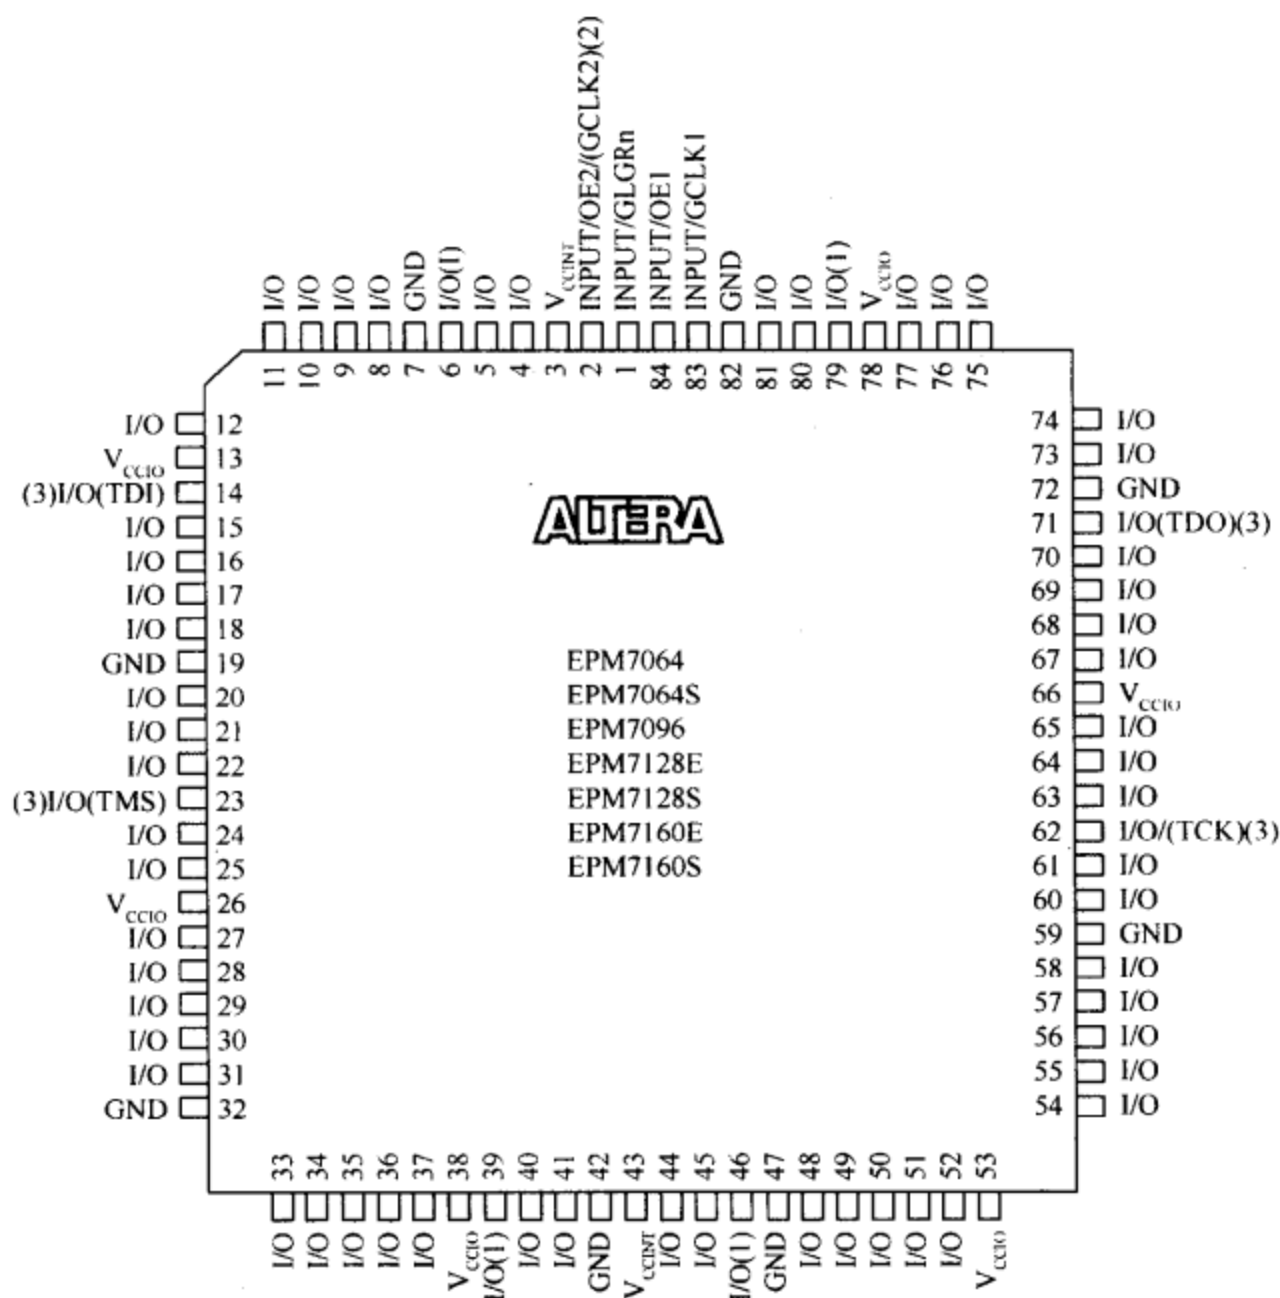 I/O
I/O
I/O
I/O
GND
I/O(1)
I/O
I/O
VCCINT
INPUT/OE2/(GCLK2)(2)
INPUT/GLGRn
INPUT/OE1
INPUT/GCLK1
GND
I/O
I/O
I/O(1)
VCCIO
I/O
I/O
I/O
11 10 9 8 7 6 5 4 3 2 1 84 83 82 81 80 79 78 77 76 75
I/O 12
VCCIO 13
(3)I/O(TDI) 14
I/O 15
I/O 16
I/O 17
I/O 18
GND 19
I/O 20
I/O 21
I/O 22
(3)I/O(TMS) 23
I/O 24
I/O 25
VCCIO 26
I/O 27
I/O 28
I/O 29
I/O 30
I/O 31
GND 32
ALTERA
EPM7064
EPM7064S
EPM7096
EPM7128E
EPM7128S
EPM7160E
EPM7160S
74 I/O
73 I/O
72 GND
71 I/O(TDO)(3)
70 I/O
69 I/O
68 I/O
67 I/O
66 VCCIO
65 I/O
64 I/O
63 I/O
62 I/O/(TCK)(3)
61 I/O
60 I/O
59 GND
58 I/O
57 I/O
56 I/O
55 I/O
54 I/O
33 34 35 36 37 38 39 40 41 42 43 44 45 46 47 48 49 50 51 52 53
I/O
I/O
I/O
I/O
I/O
VCCIO
I/O(1)
I/O
I/O
GND
VCCINT
I/O
I/O
I/O(1)
GND
I/O
I/O
I/O
I/O
I/O
VCCIO